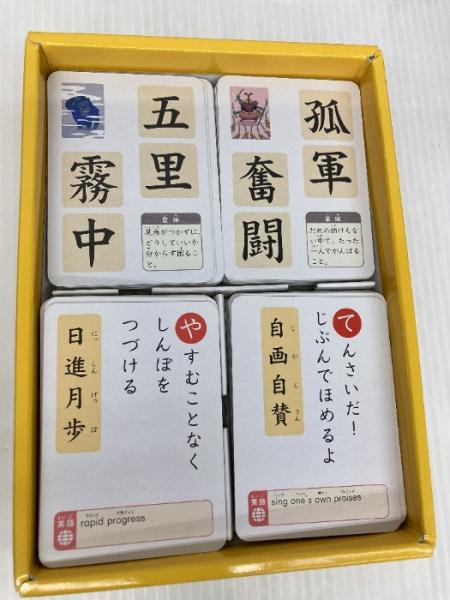 五里
霧中
意味
見通がつかずに、
どうしていいか
分からず困るこ
と。
孤軍
奮闘
意味
だれの助けもな
い中で、たった
一人でがんばる
こと。
やすむことなく
しんぽを
つづける
にっしんげっぽ
日進月歩
英語
rapid progress
てんさいだ!
じぶんでほめるよ
じがじさん
自画自賛
英語
sing one's own praises